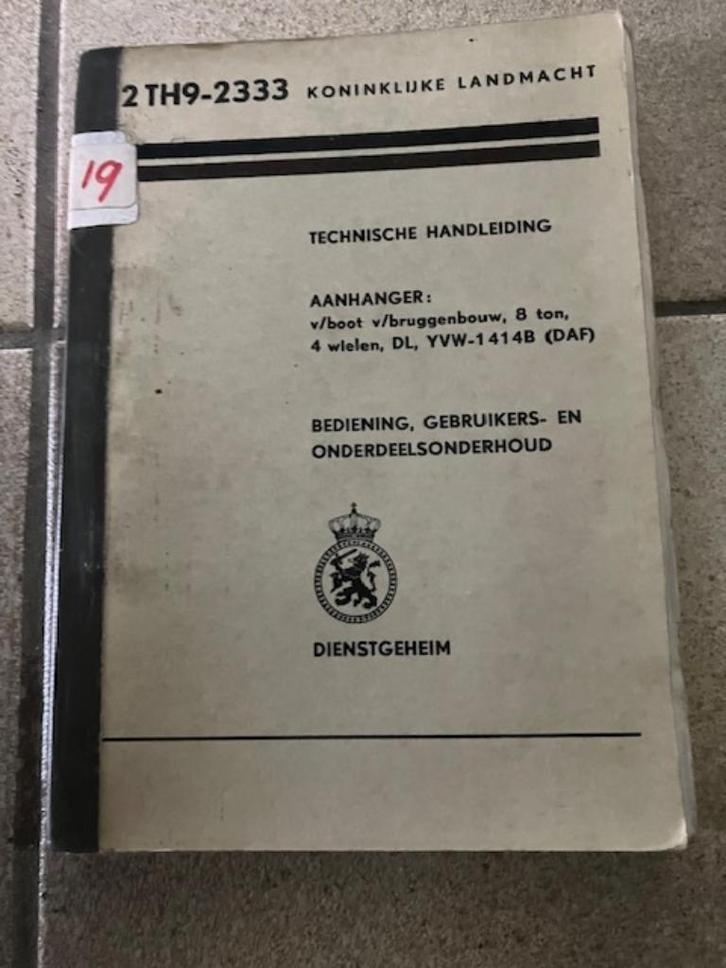 2 TH9-2333 KONINKLIJKE LANDMACHT
19
TECHNISCHE HANDLEIDING
AANHANGER:
v/boot v/bruggenbouw, 8 ton,
4 wielen, DL, YVW-1414B (DAF)
BEDIENING, GEBRUIKERS- EN
ONDERDEELSONDERHOUD
DIENSTGEHEIM